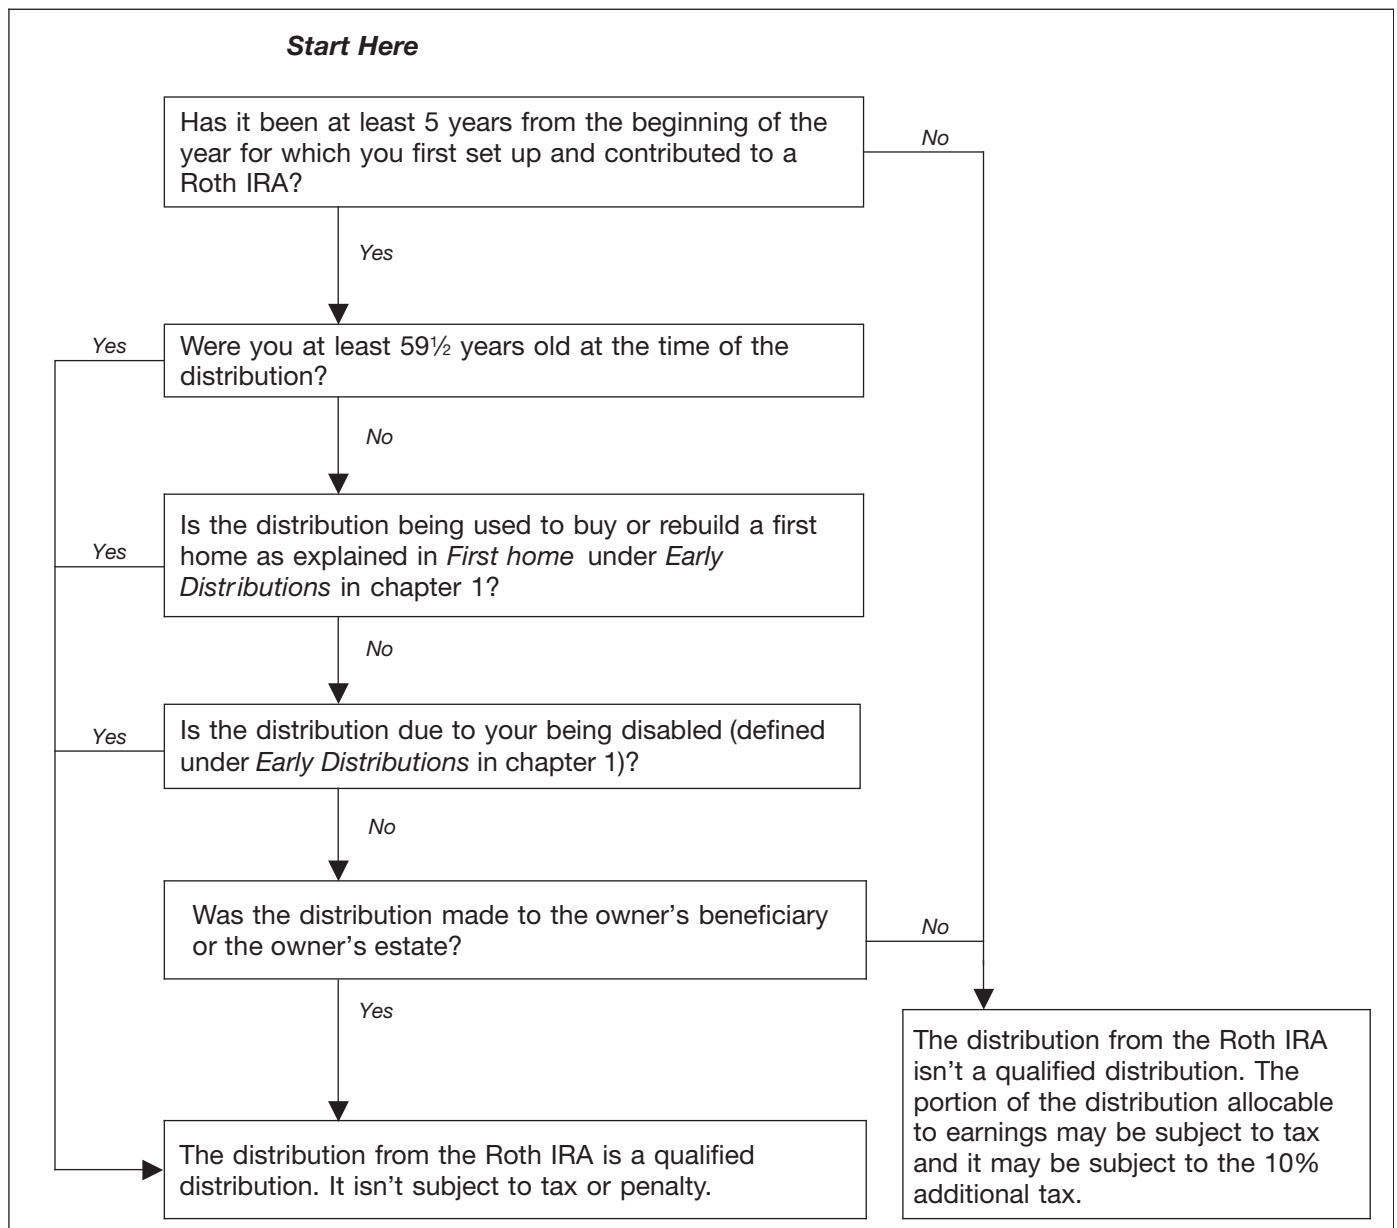 Start Here
Has it been at least 5 years from the beginning of the
year for which you first set up and contributed to a
Roth IRA?
No
Yes
Yes
Were you at least 59½ years old at the time of the
distribution?
No
Yes
Is the distribution being used to buy or rebuild a first
home as explained in First home under Early
Distributions in chapter 1?
No
Yes
Is the distribution due to your being disabled (defined
under Early Distributions in chapter 1)?
No
Was the distribution made to the owner’s beneficiary
or the owner’s estate?
No
Yes
The distribution from the Roth IRA is a qualified
distribution. It isn’t subject to tax or penalty.
The distribution from the Roth IRA
isn’t a qualified distribution. The
portion of the distribution allocable
to earnings may be subject to tax
and it may be subject to the 10%
additional tax.